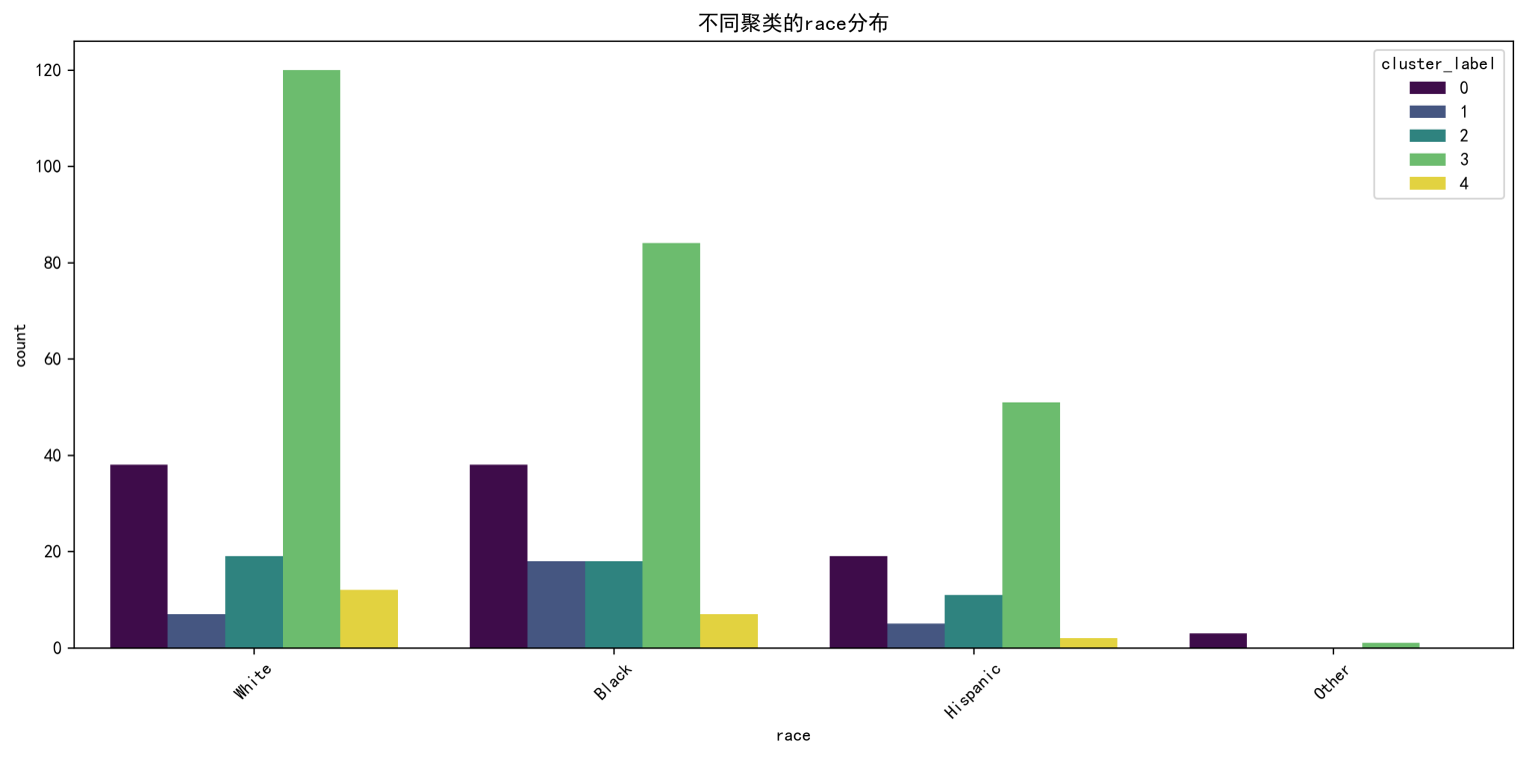 不同聚类的race分布
cluster_label
0
1
2
3
4
120
100
80
60
40
20
0
count
White
Black
Hispanic
Other
race